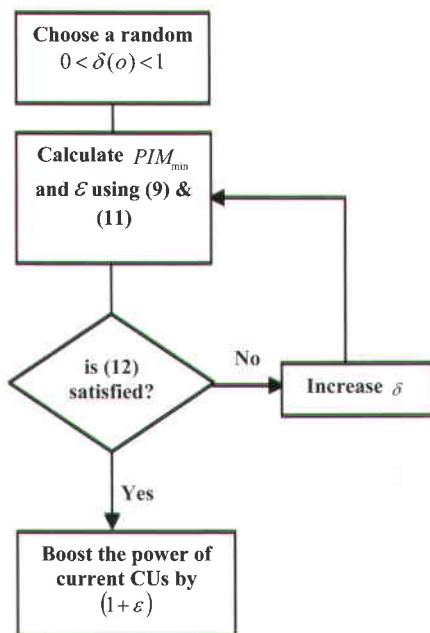 Choose a random
0 < δ(o) < 1
Calculate PIM_min
and ε using (9) &
(11)
is (12)
satisfied?
No
Increase δ
Yes
Boost the power of
current CUs by
(1+ε)